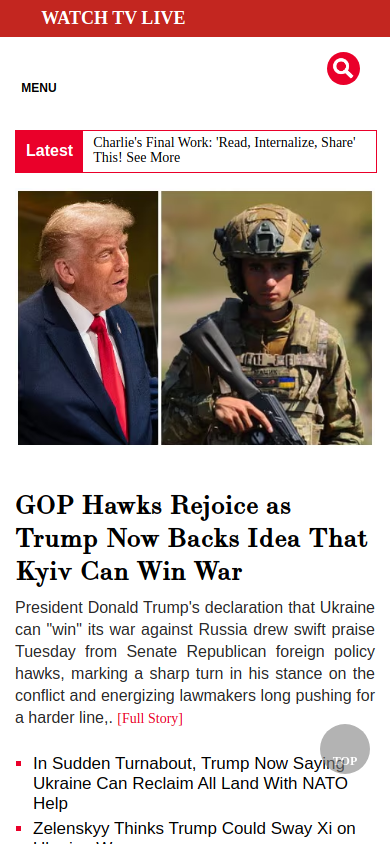 WATCH TV LIVE
MENU
Latest
Charlie's Final Work: 'Read, Internalize, Share'
This! See More
GOP Hawks Rejoice as
Trump Now Backs Idea That
Kyiv Can Win War
President Donald Trump's declaration that Ukraine
can "win" its war against Russia drew swift praise
Tuesday from Senate Republican foreign policy
hawks, marking a sharp turn in his stance on the
conflict and energizing lawmakers long pushing for
a harder line,. [Full Story]
TOP
In Sudden Turnabout, Trump Now Saying
Ukraine Can Reclaim All Land With NATO
Help
Zelenskyy Thinks Trump Could Sway Xi on